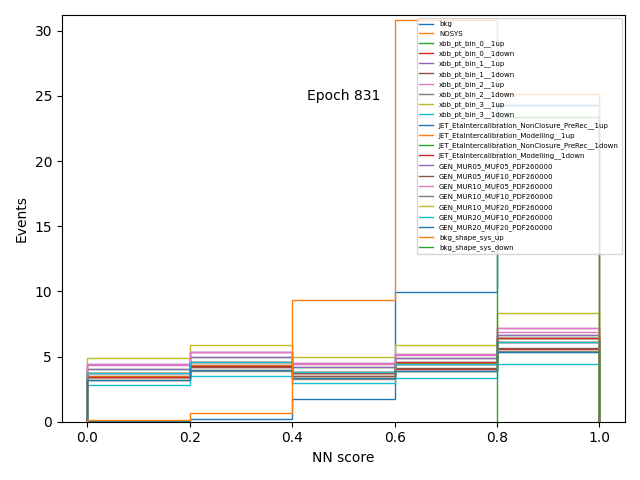 30
25
20
15
10
5
0
Events
Epoch 831
bkg
NOSYS
xbb_pt_bin_0__1up
xbb_pt_bin_0__1down
xbb_pt_bin_1__1up
xbb_pt_bin_1__1down
xbb_pt_bin_2__1up
xbb_pt_bin_2__1down
xbb_pt_bin_3__1up
xbb_pt_bin_3__1down
JET_EtaIntercalibration_NonClosure_PreRec__1up
JET_EtaIntercalibration_Modelling__1up
JET_EtaIntercalibration_NonClosure_PreRec__1down
JET_EtaIntercalibration_Modelling__1down
GEN_MUR05_MUF05_PDF260000
GEN_MUR05_MUF10_PDF260000
GEN_MUR10_MUF05_PDF260000
GEN_MUR10_MUF10_PDF260000
GEN_MUR10_MUF20_PDF260000
GEN_MUR20_MUF10_PDF260000
GEN_MUR20_MUF20_PDF260000
bkg_shape_sys_up
bkg_shape_sys_down
0.0 0.2 0.4 0.6 0.8 1.0
NN score